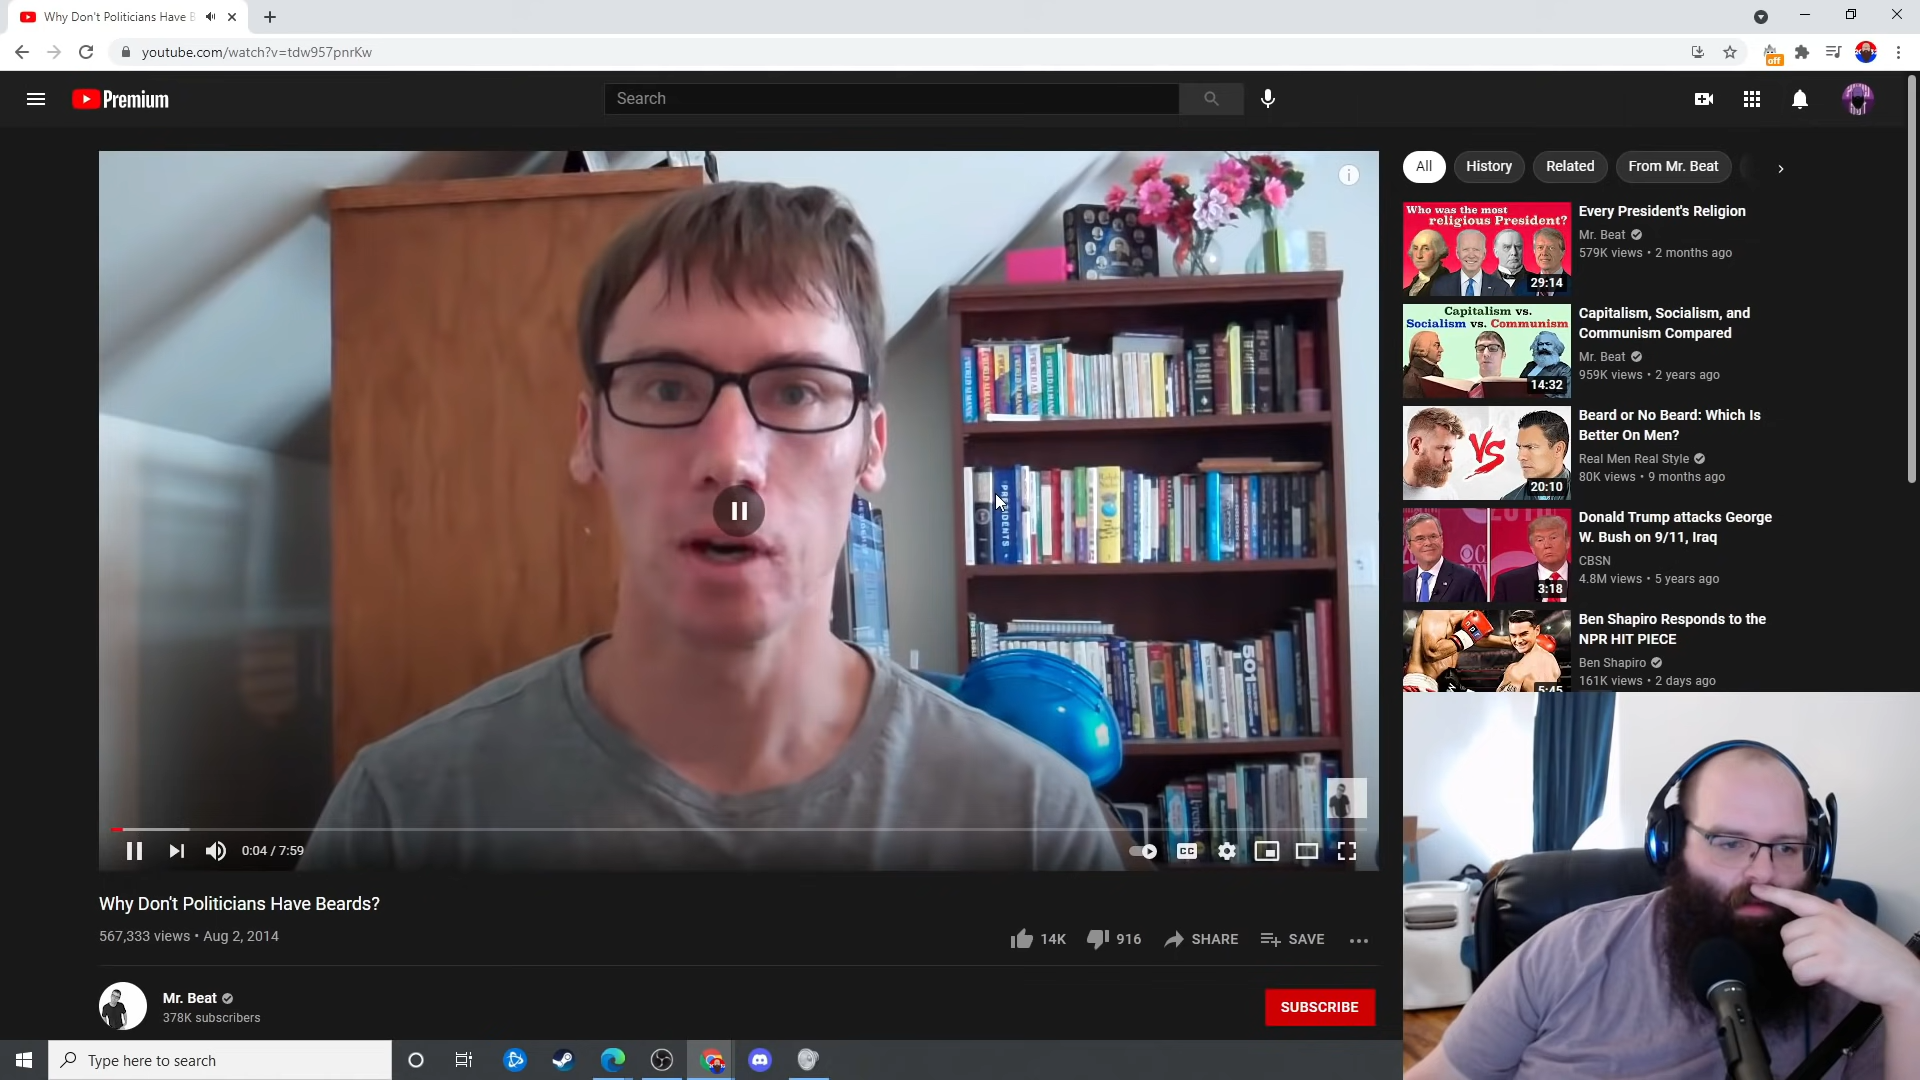 Why Don't Politicians Have B
youtube.com/watch?v=tdw957pnrKw
off
Premium
Search
All
History
Related
From Mr. Beat
Who was the most
religious President?
29:14
Every President's Religion
Mr. Beat
579K views • 2 months ago
Capitalism vs.
Socialism vs. Communism
14:32
Capitalism, Socialism, and
Communism Compared
Mr. Beat
959K views • 2 years ago
VS
20:10
Beard or No Beard: Which Is
Better On Men?
Real Men Real Style
80K views • 9 months ago
3:18
Donald Trump attacks George
W. Bush on 9/11, Iraq
CBSN
4.8M views • 5 years ago
5:45
Ben Shapiro Responds to the
NPR HIT PIECE
Ben Shapiro
161K views • 2 days ago
PRESIDENTS
501
0:04 / 7:59
CC
Why Don't Politicians Have Beards?
567,333 views • Aug 2, 2014
14K
916
SHARE
SAVE
Mr. Beat
378K subscribers
SUBSCRIBE
Type here to search